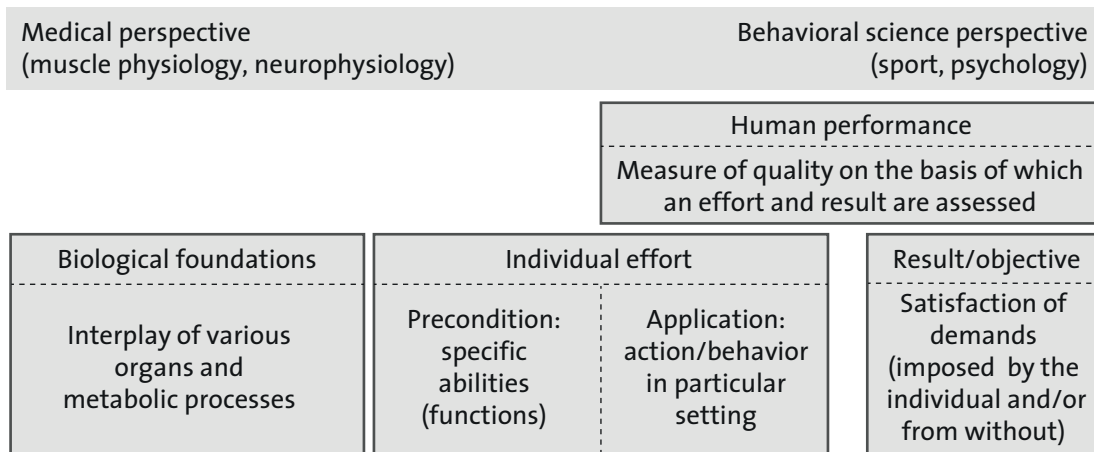 Medical perspective
(muscle physiology, neurophysiology)
Behavioral science perspective
(sport, psychology)
Human performance
Measure of quality on the basis of which
an effort and result are assessed
Biological foundations
Interplay of various
organs and
metabolic processes
Individual effort
Precondition:
specific
abilities
(functions)
Application:
action/behavior
in particular
setting
Result/objective
Satisfaction of
demands
(imposed by the
individual and/or
from without)